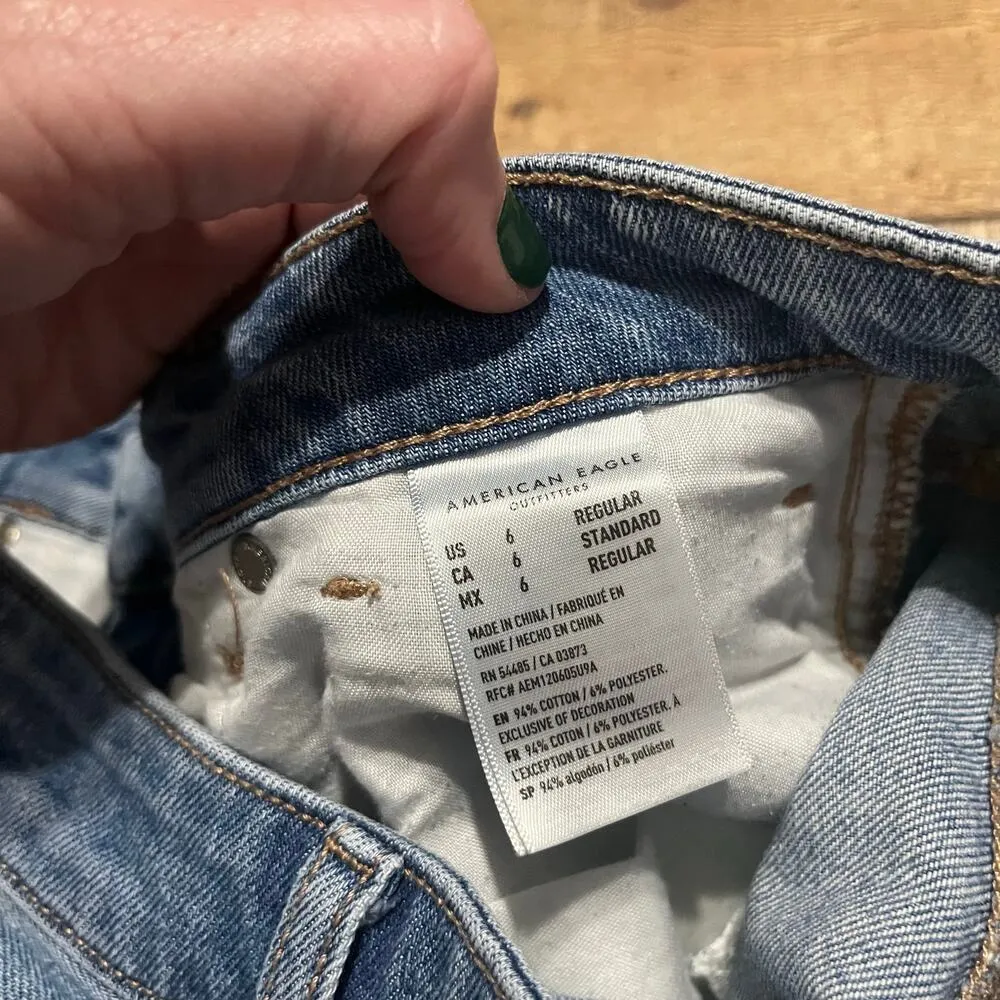 AMERICAN EAGLE
OUTFITTERS
US 6 REGULAR
CA 6 STANDARD
MX 6 REGULAR
MADE IN CHINA / FABRIQUÉ EN
CHINE / HECHO EN CHINA
RN 54485 / CA 03873
RFC# AEM120605U9A
EN 94% COTTON / 6% POLYESTER.
EXCLUSIVE OF DECORATION
FR 94% COTON / 6% POLYESTER. À
L'EXCEPTION DE LA GARNITURE
SP 94% algodón / 6% poliéster